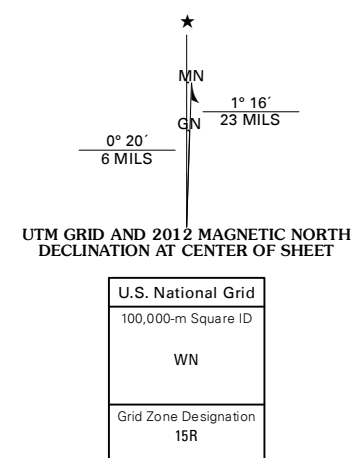 ★
MN
GN
1° 16´
23 MILS
0° 20´
6 MILS
UTM GRID AND 2012 MAGNETIC NORTH
DECLINATION AT CENTER OF SHEET
U.S. National Grid
100,000-m Square ID
WN
Grid Zone Designation
15R